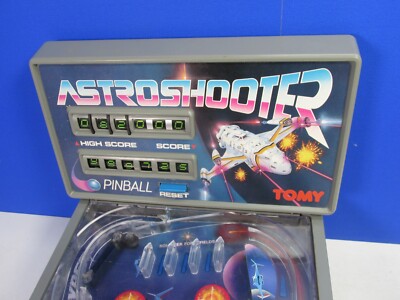 ASTROSHOOTER
HIGH SCORE SCORE
PINBALL
RESET
TOMY